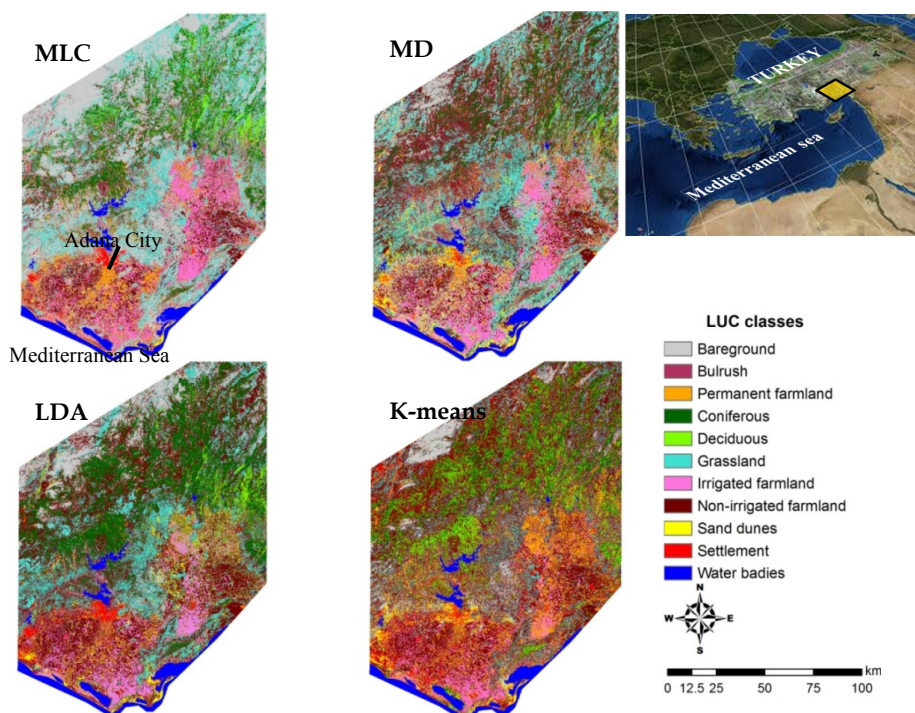 MLC
MD
TURKEY
Mediterranean sea
Adana City
Mediterranean Sea
LDA
K-means
LUC classes
Bareground
Bulrush
Permanent farmland
Coniferous
Deciduous
Grassland
Irrigated farmland
Non-irrigated farmland
Sand dunes
Settlement
Water badies
N
W E
S
km
0 12.5 25 50 75 100